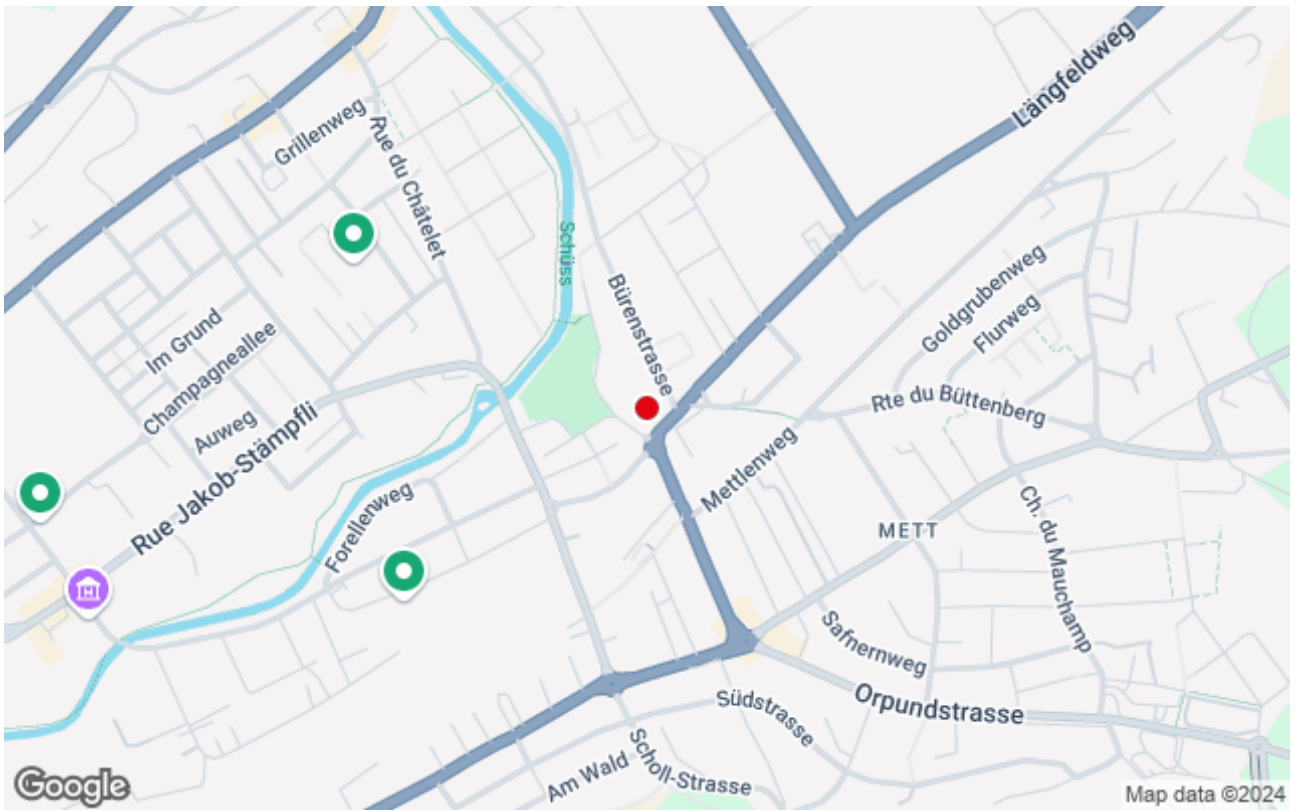 Längfeldweg
Grillenweg
Rue du Châtelet
Schüss
Bürenstrasse
Goldgrubenweg
Flurweg
Im Grund
Champagneallee
Rte du Büttenberg
Auweg
Rue Jakob-Stämpfli
Mettlenweg
Forellenweg
METT
Ch. du Mauchamp
Safnernweg
Südstrasse
Orpundstrasse
Scholl-Strasse
Am Wald
H
Google
Map data ©2024